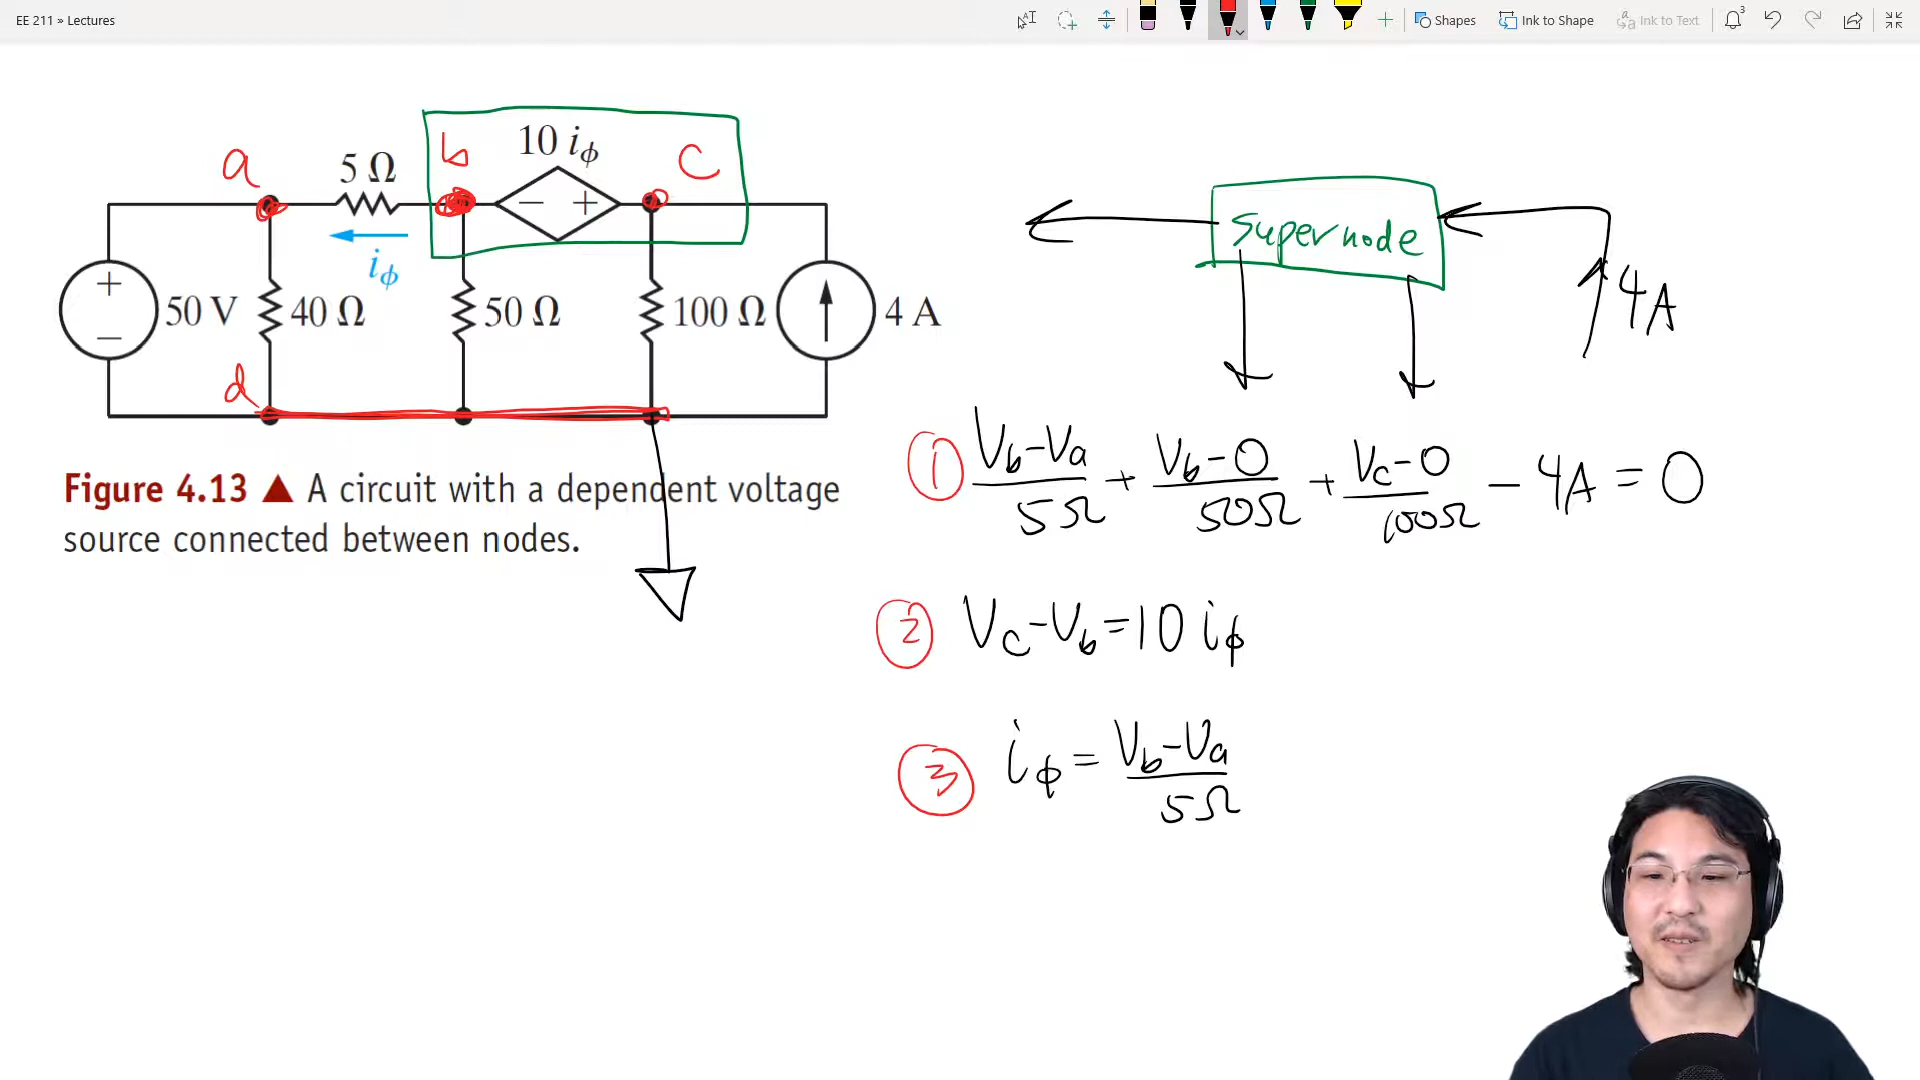 EE 211 » Lectures
Shapes
Ink to Shape
Ink to Text
3
a
5 Ω
b
10 iϕ
c
iϕ
+
−
50 V
40 Ω
50 Ω
− +
100 Ω
4 A
d
Figure 4.13 ▲ A circuit with a dependent voltage
source connected between nodes.
Supernode
4A
① (Vb−Va)/5Ω + (Vb−0)/50Ω + (Vc−0)/100Ω − 4A = 0
② Vc−Vb=10 iϕ
③ iϕ = (Vb−Va)/5Ω